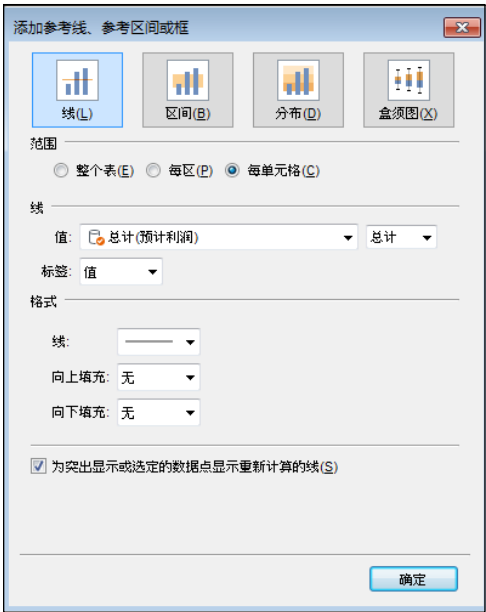 添加参考线、参考区间或框
线(L) 区间(B) 分布(D) 盒须图(X)
范围
整个表(E) 每区(P) 每单元格(C)
线
值: 总计(预计利润) 总计
标签: 值
格式
线:
向上填充: 无
向下填充: 无
为突出显示或选定的数据点显示重新计算的线(S)
确定